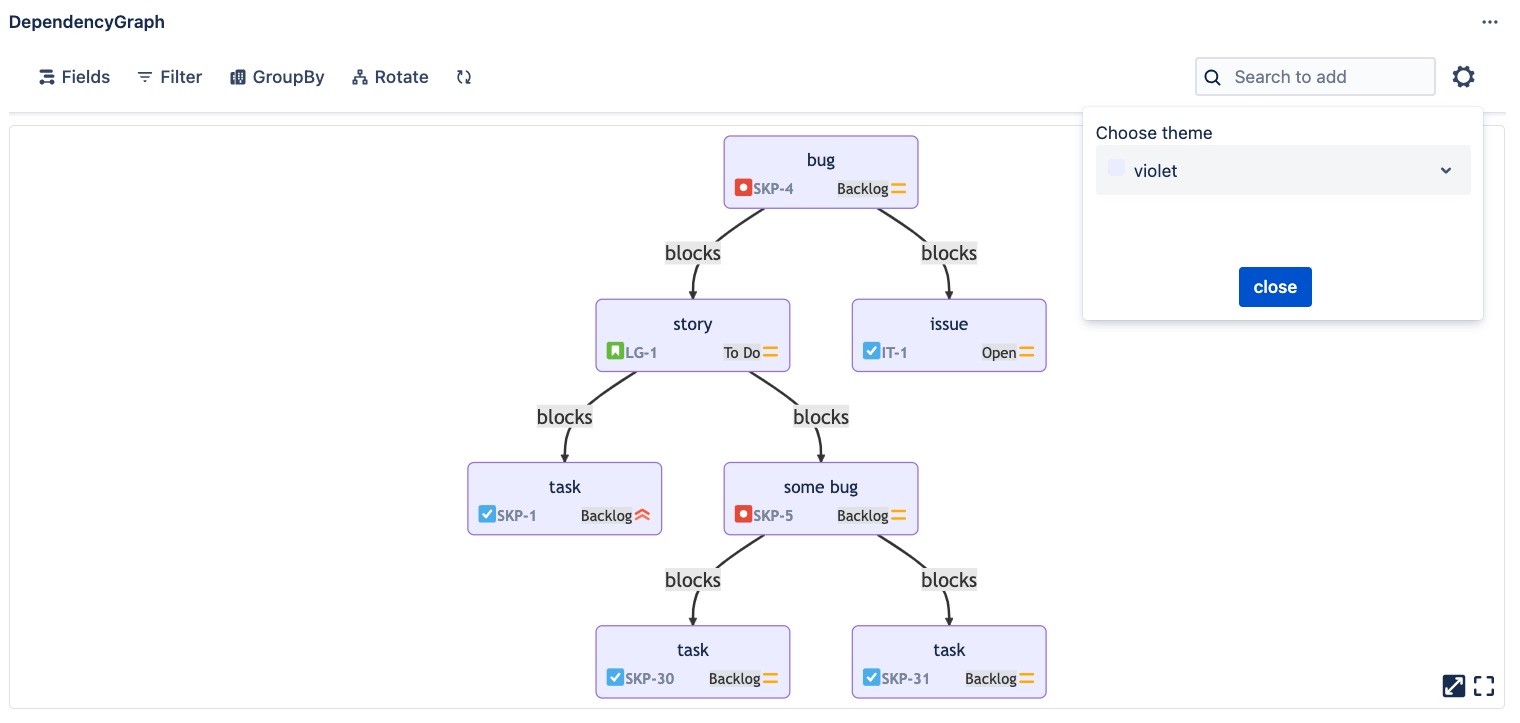 DependencyGraph
Fields Filter GroupBy Rotate Search to add
Choose theme
violet
close
bug
SKP-4 Backlog
blocks blocks
story issue
LG-1 To Do IT-1 Open
blocks blocks
task some bug
SKP-1 Backlog SKP-5 Backlog
blocks blocks
task task
SKP-30 Backlog SKP-31 Backlog